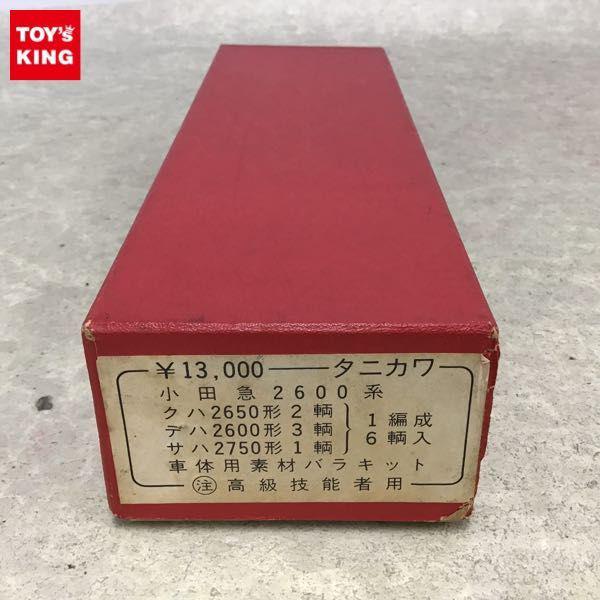 TOY's
KING
¥13,000 タニカワ
小田急2600系
クハ2650形2輌
デハ2600形3輌
サハ2750形1輌
1編成
6輌入
車体用素材バラキット
注 高級技能者用